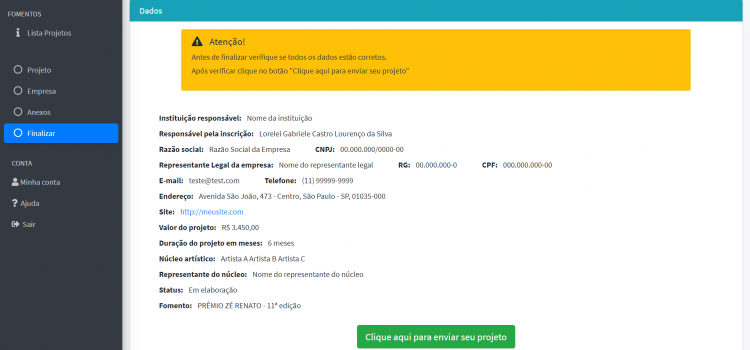 FOMENTOS
Lista Projetos
Projeto
Empresa
Anexos
Finalizar
CONTA
Minha conta
Ajuda
Sair
Dados
Atenção!
Antes de finalizar verifique se todos os dados estão corretos.
Após verificar clique no botão "Clique aqui para enviar seu projeto"
Instituição responsável: Nome da instituição
Responsável pela inscrição: Lorelei Gabriele Castro Lourenço da Silva
Razão social: Razão Social da Empresa CNPJ: 00.000.000/0000-00
Representante Legal da empresa: Nome do representante legal RG: 00.000.000-0 CPF: 000.000.000-00
E-mail: teste@test.com Telefone: (11) 99999-9999
Endereço: Avenida São João, 473 - Centro, São Paulo - SP, 01035-000
Site: http://meusite.com
Valor do projeto: R$ 3.450,00
Duração do projeto em meses: 6 meses
Núcleo artístico: Artista A Artista B Artista C
Representante do núcleo: Nome do representante do núcleo
Status: Em elaboração
Fomento: PRÊMIO ZÉ RENATO - 11ª edição
Clique aqui para enviar seu projeto